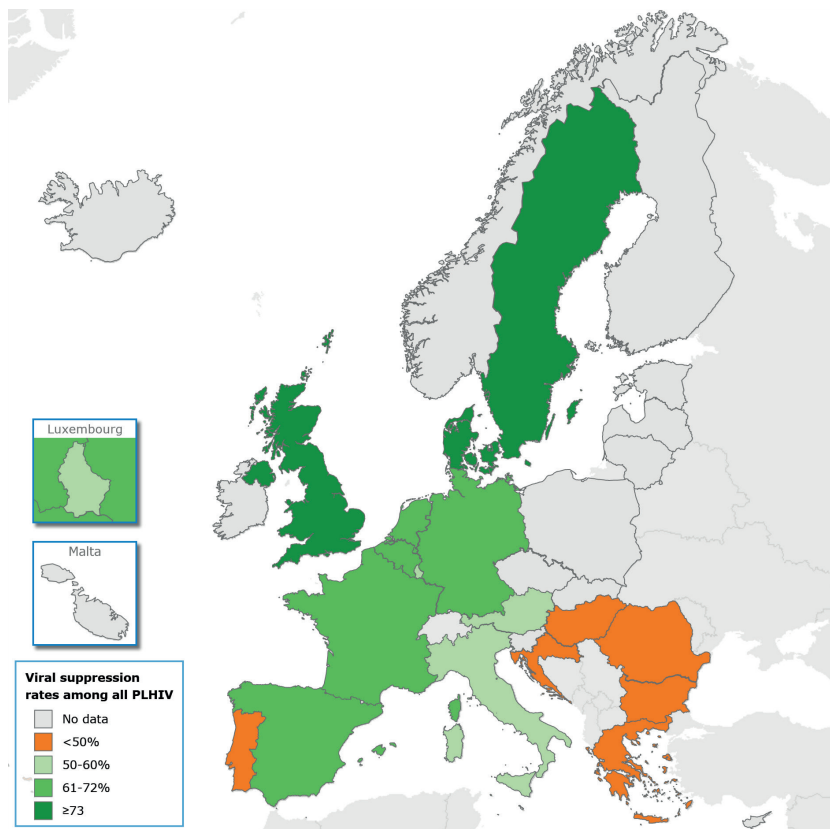 Luxembourg
Malta
Viral suppression
rates among all PLHIV
No data
<50%
50-60%
61-72%
≥73